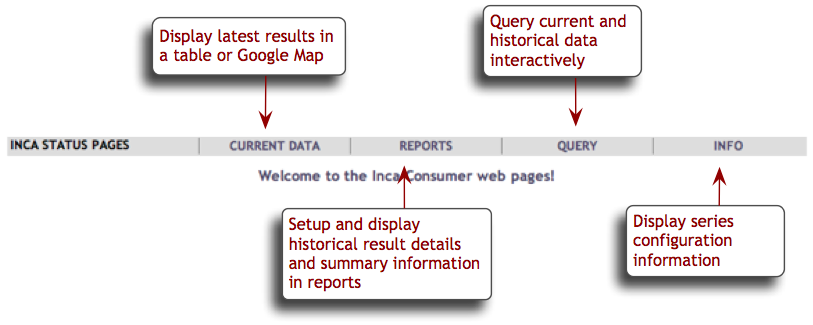 Display latest results in
a table or Google Map
Query current and
historical data
interactively
INCA STATUS PAGES
CURRENT DATA
REPORTS
QUERY
INFO
Welcome to the Inca Consumer web pages!
Setup and display
historical result details
and summary information
in reports
Display series
configuration
information